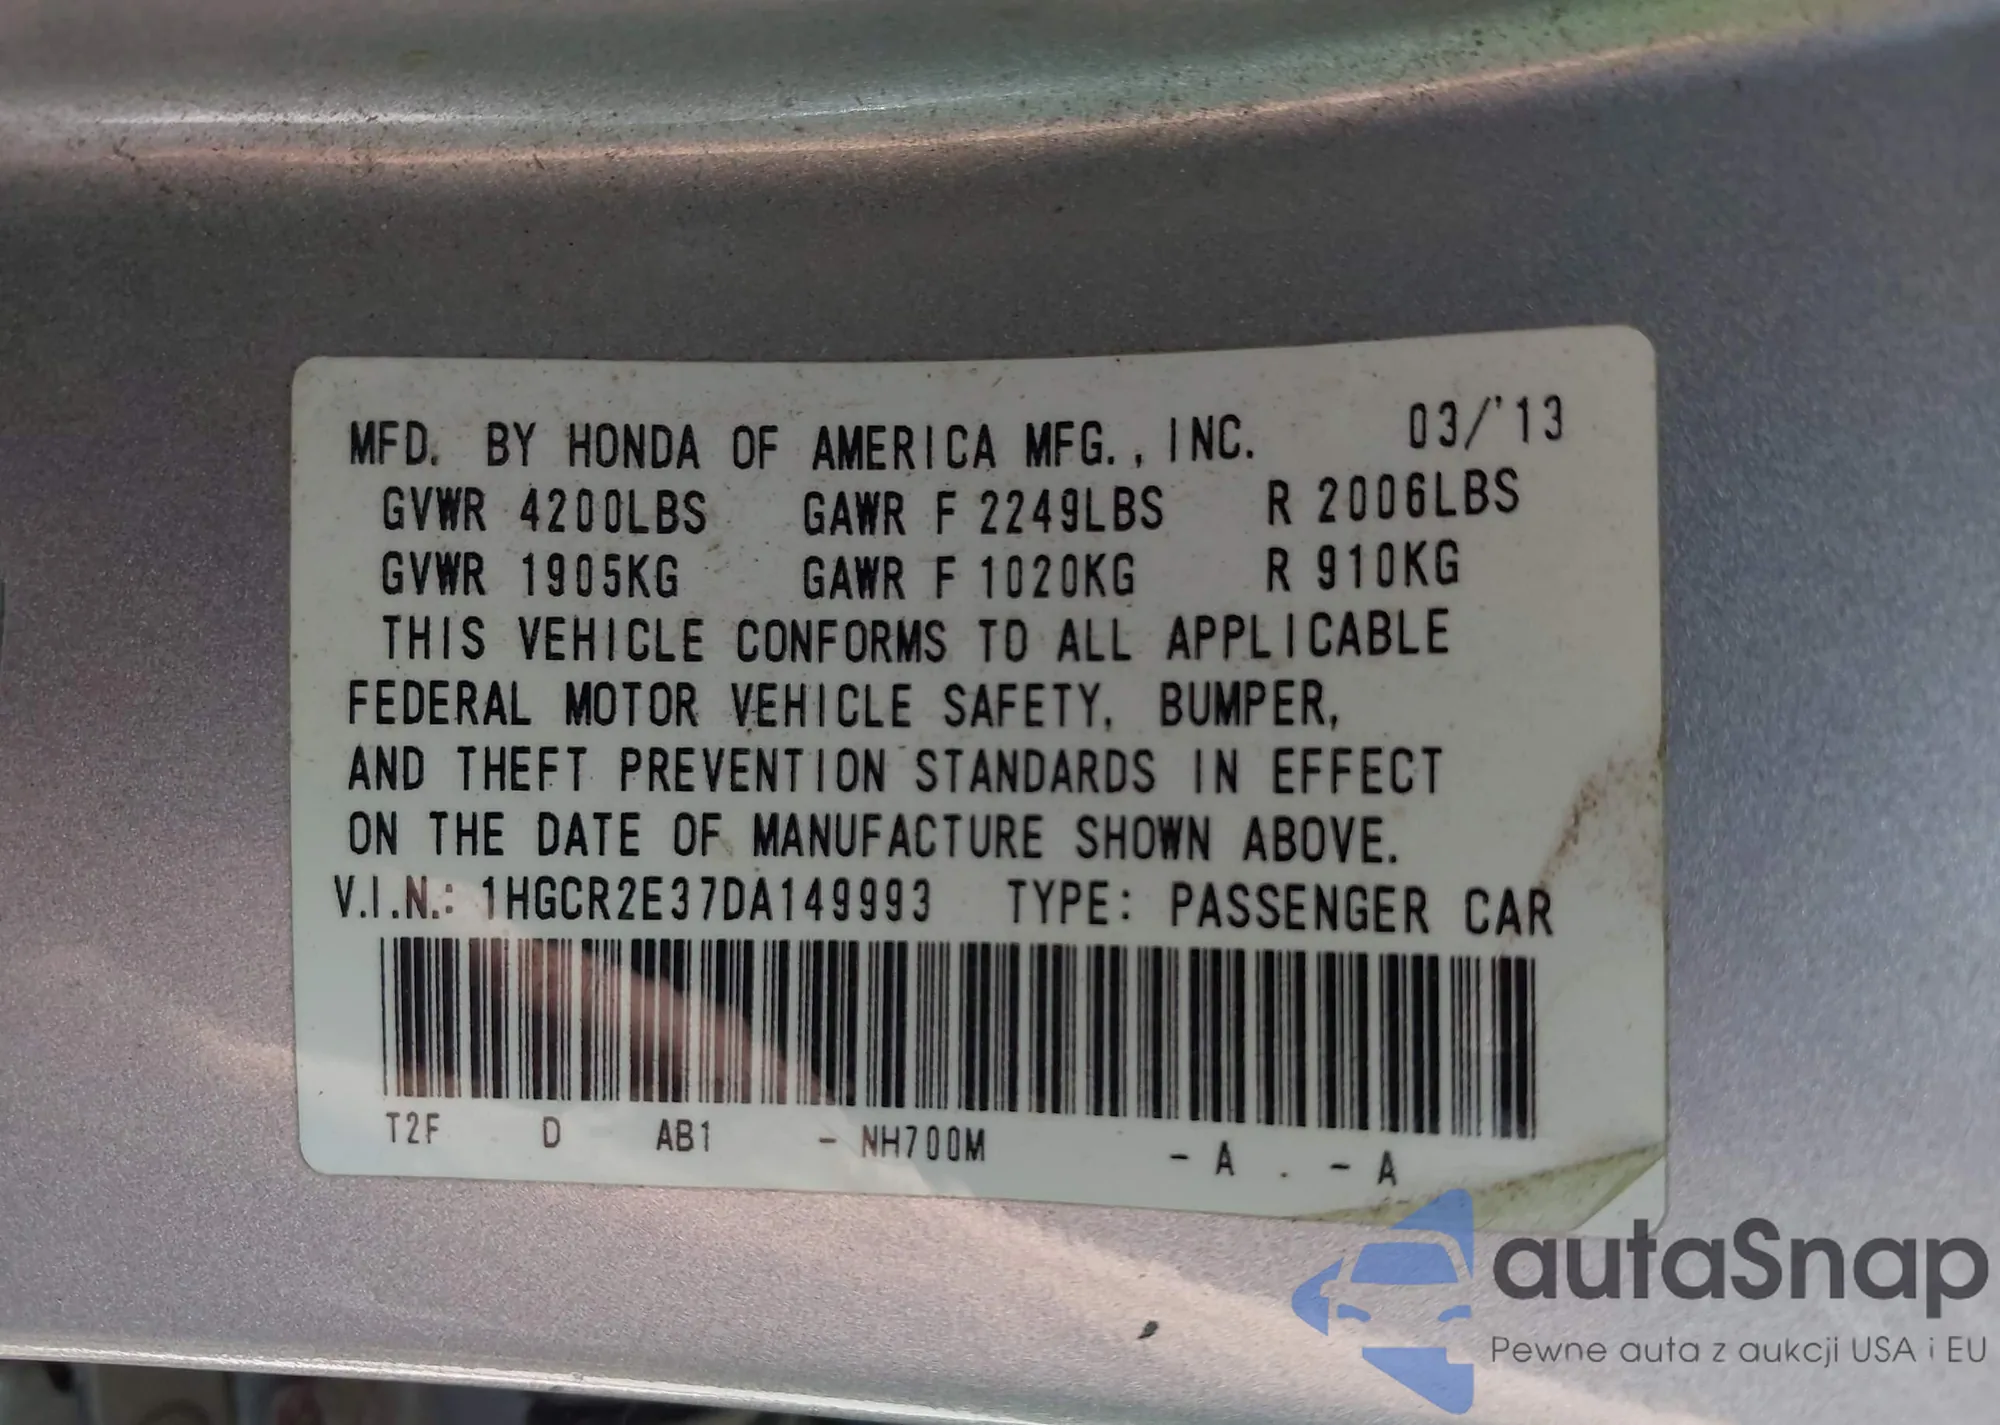 MFD. BY HONDA OF AMERICA MFG., INC. 03/'13
GVWR 4200LBS GAWR F 2249LBS R 2006LBS
GVWR 1905KG GAWR F 1020KG R 910KG
THIS VEHICLE CONFORMS TO ALL APPLICABLE
FEDERAL MOTOR VEHICLE SAFETY, BUMPER,
AND THEFT PREVENTION STANDARDS IN EFFECT
ON THE DATE OF MANUFACTURE SHOWN ABOVE.
V.I.N.: 1HGCR2E37DA149993 TYPE: PASSENGER CAR
T2F D AB1 - NH700M - A . - A
autaSnap
Pewne auta z aukcji USA i EU